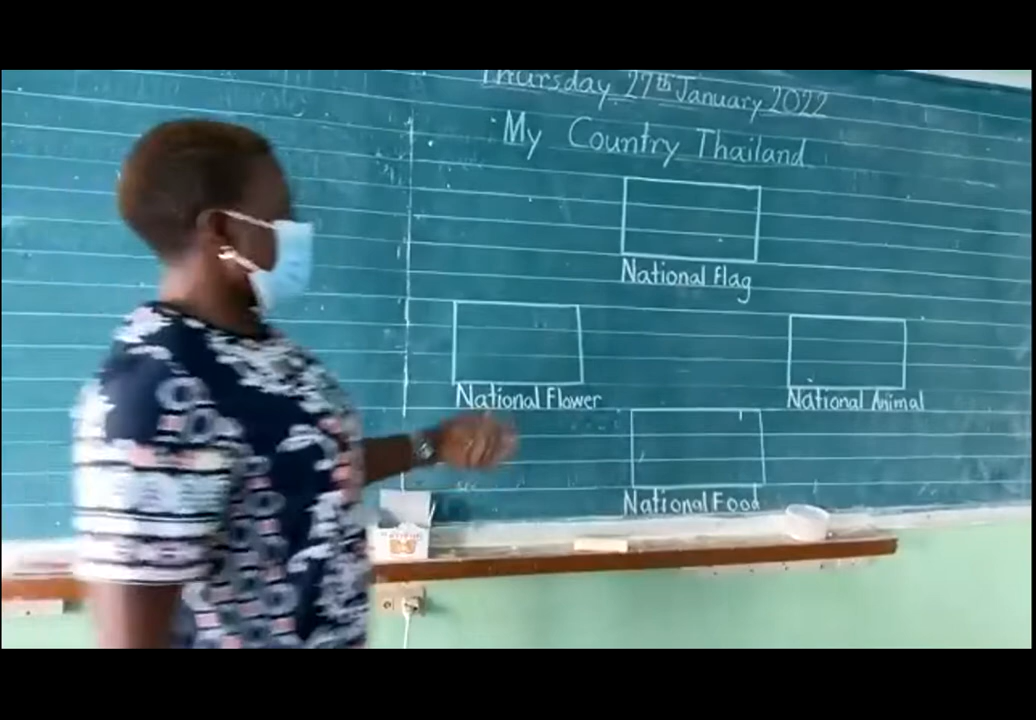 Thursday 27th January 2022
My Country Thailand
National Flag
National Flower
National Animal
National Food